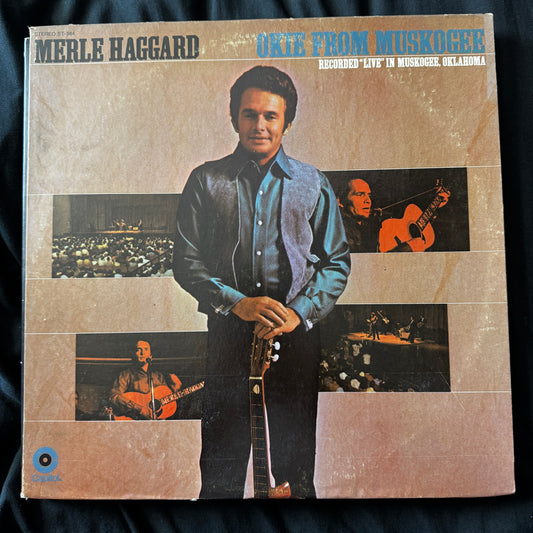 STEREO ST-384
MERLE HAGGARD
OKIE FROM MUSKOGEE
RECORDED "LIVE" IN MUSKOGEE, OKLAHOMA
Capitol